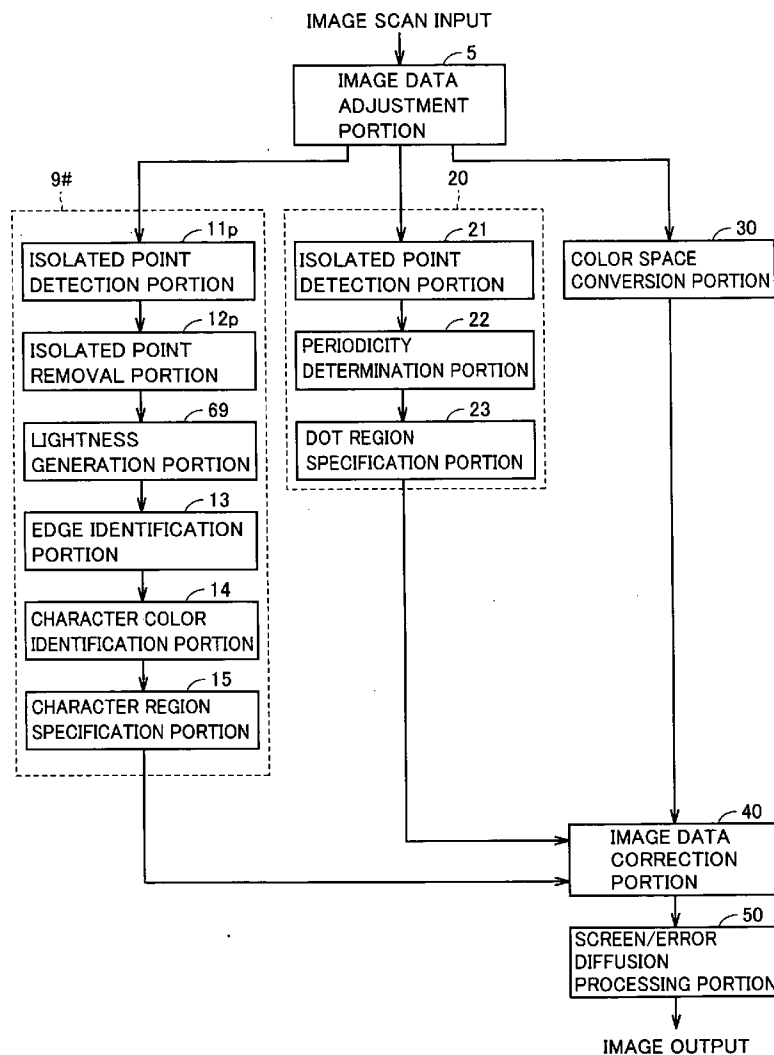 IMAGE SCAN INPUT
5
IMAGE DATA
ADJUSTMENT
PORTION
9#
20
11p
ISOLATED POINT
DETECTION PORTION
21
ISOLATED POINT
DETECTION PORTION
30
COLOR SPACE
CONVERSION PORTION
12p
ISOLATED POINT
REMOVAL PORTION
22
PERIODICITY
DETERMINATION PORTION
69
LIGHTNESS
GENERATION PORTION
23
DOT REGION
SPECIFICATION PORTION
13
EDGE IDENTIFICATION
PORTION
14
CHARACTER COLOR
IDENTIFICATION PORTION
15
CHARACTER REGION
SPECIFICATION PORTION
40
IMAGE DATA
CORRECTION
PORTION
50
SCREEN/ERROR
DIFFUSION
PROCESSING PORTION
IMAGE OUTPUT